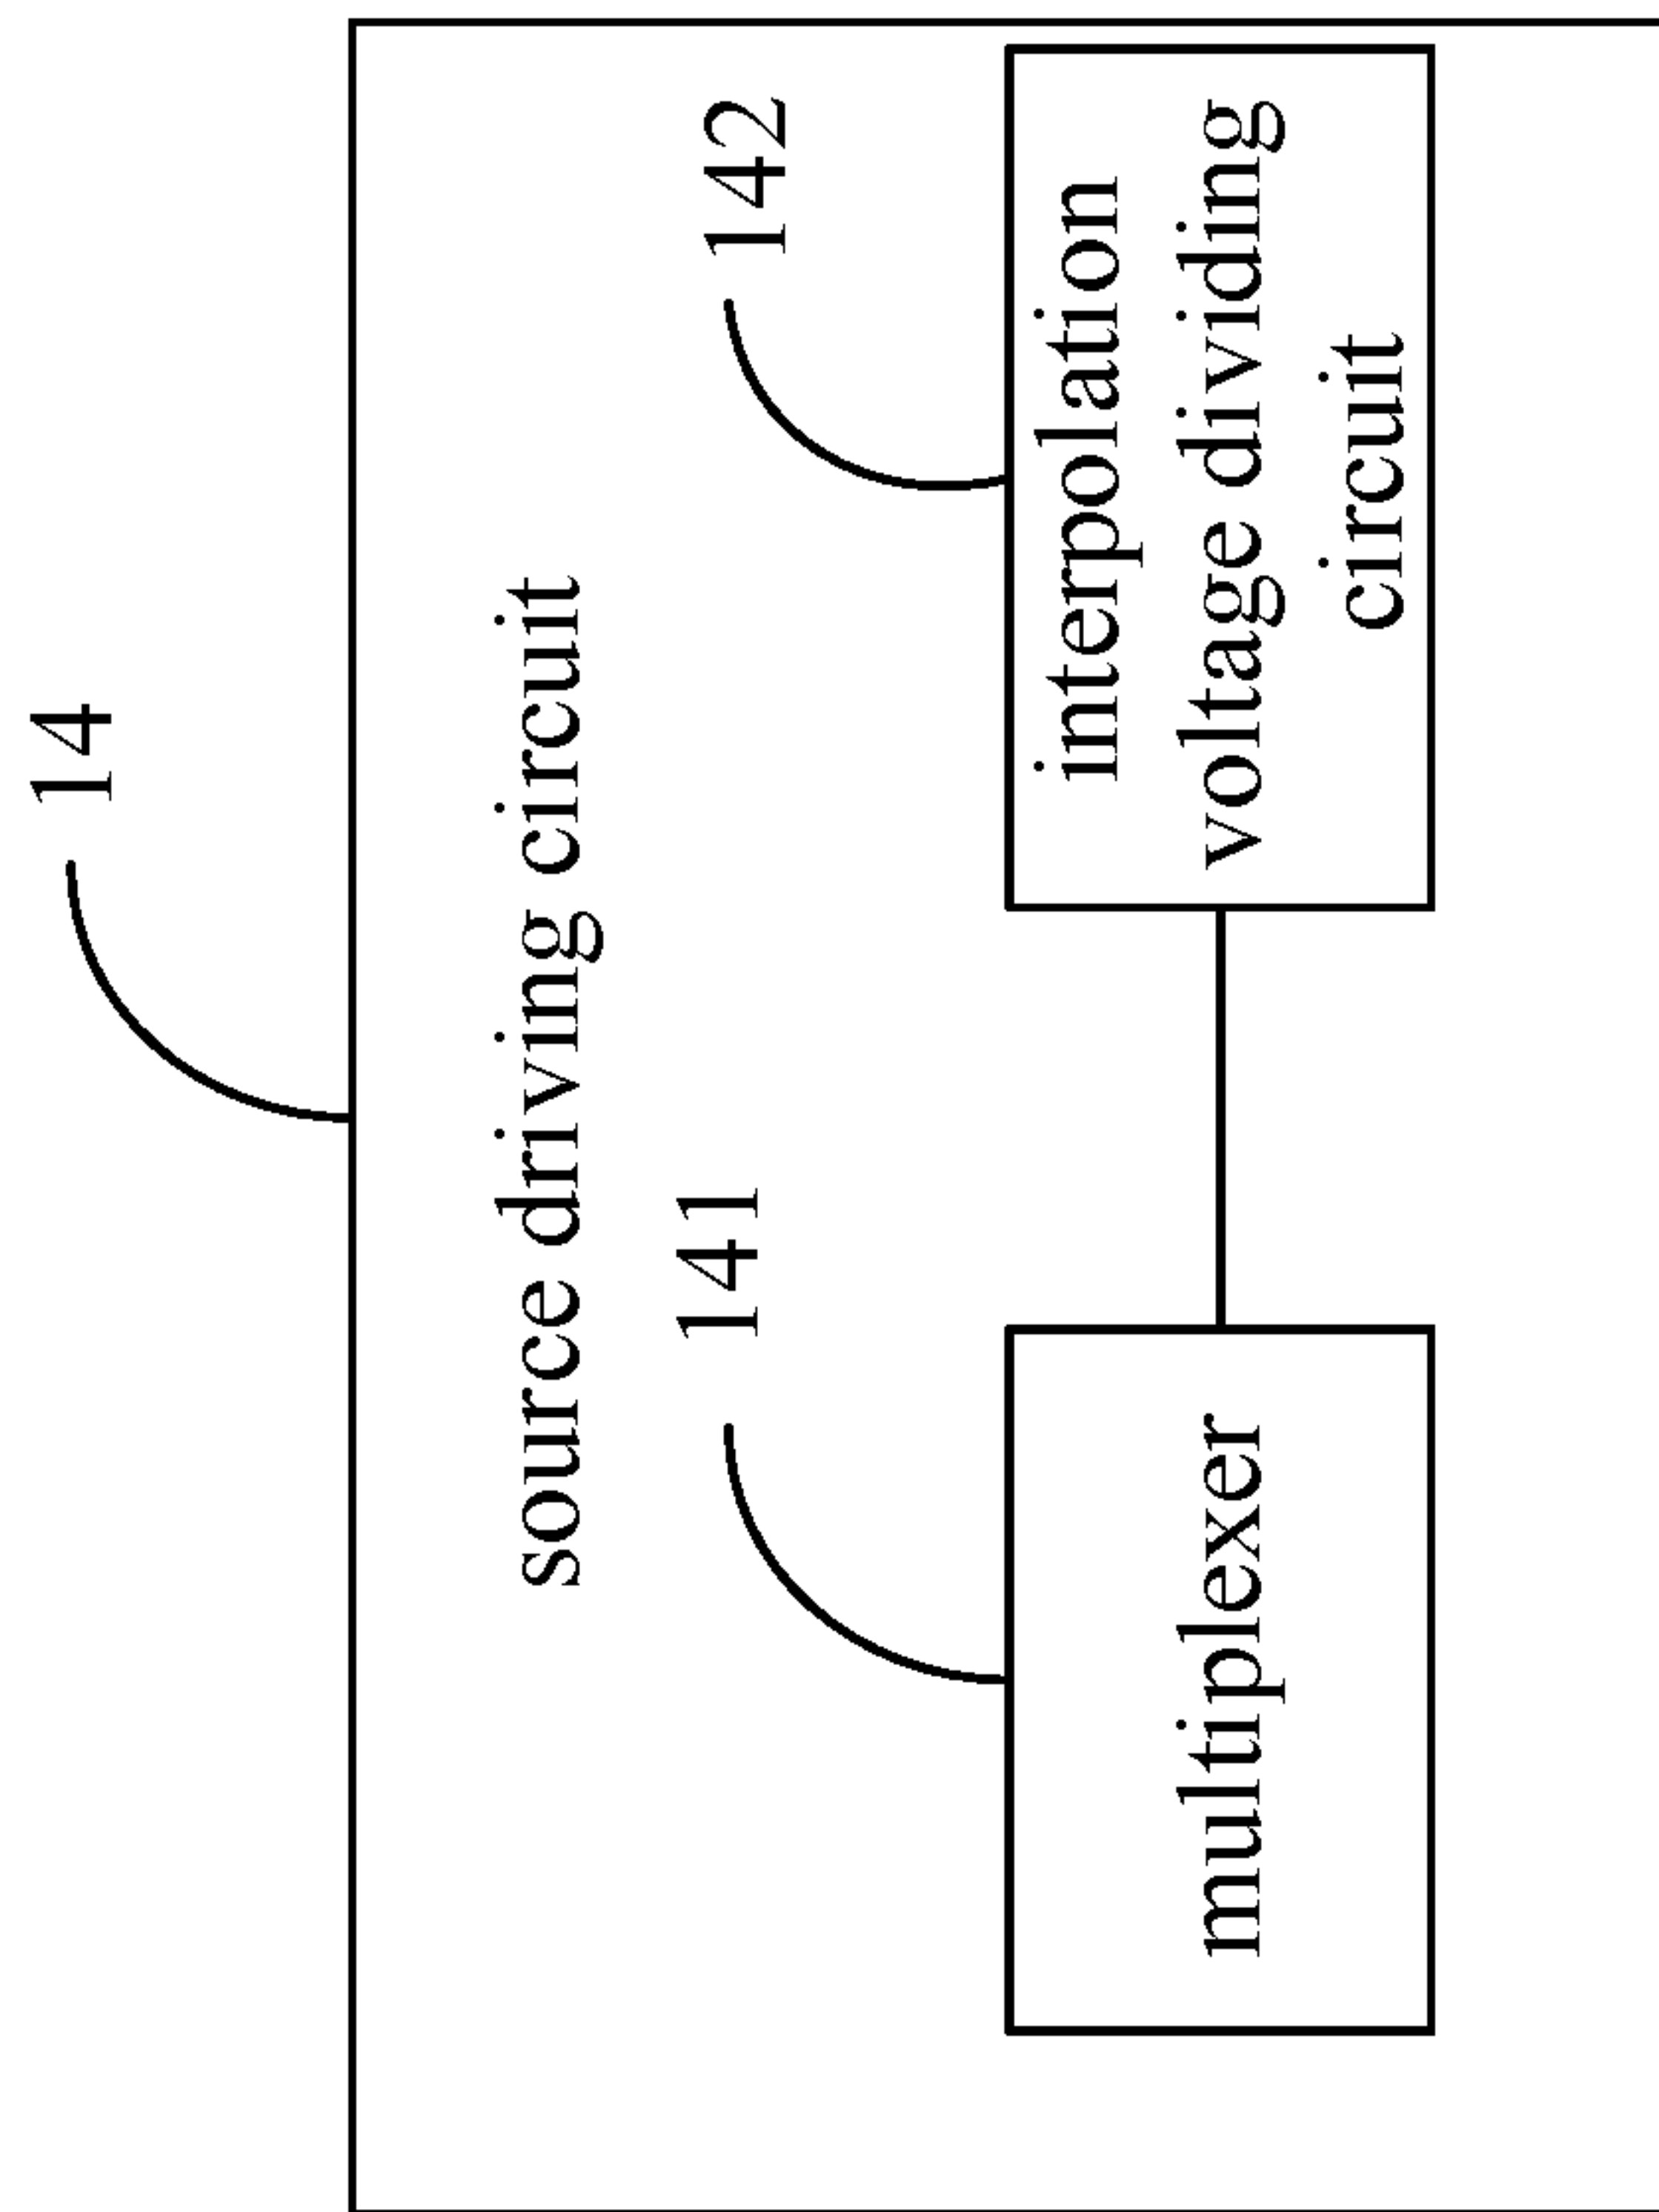 14
source driving circuit
141
142
multiplexer
interpolation
voltage dividing
circuit